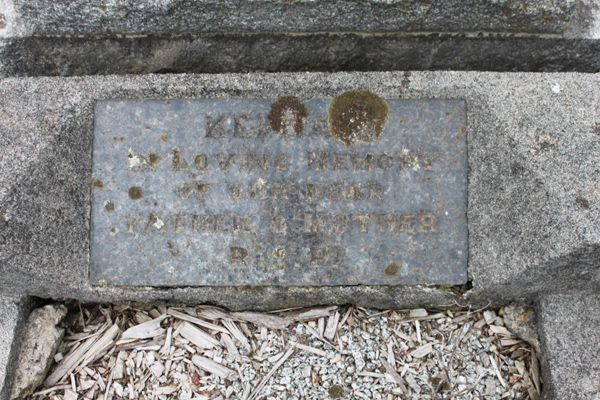 In Loving Memory
of our dear
Father & Mother
R.I.P.